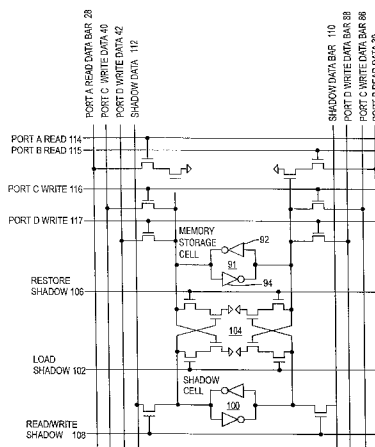 PORT A READ DATA BAR 28
PORT C WRITE DATA 40
PORT D WRITE DATA 42
SHADOW DATA 112
SHADOW DATA BAR 110
PORT D WRITE DATA BAR 88
PORT C WRITE DATA BAR 86
PORT A READ 114
PORT B READ 115
PORT C WRITE 116
PORT D WRITE 117
MEMORY
STORAGE
CELL
92
91
94
RESTORE
SHADOW 106
104
LOAD
SHADOW 102
SHADOW
CELL
100
READ/WRITE
SHADOW 108